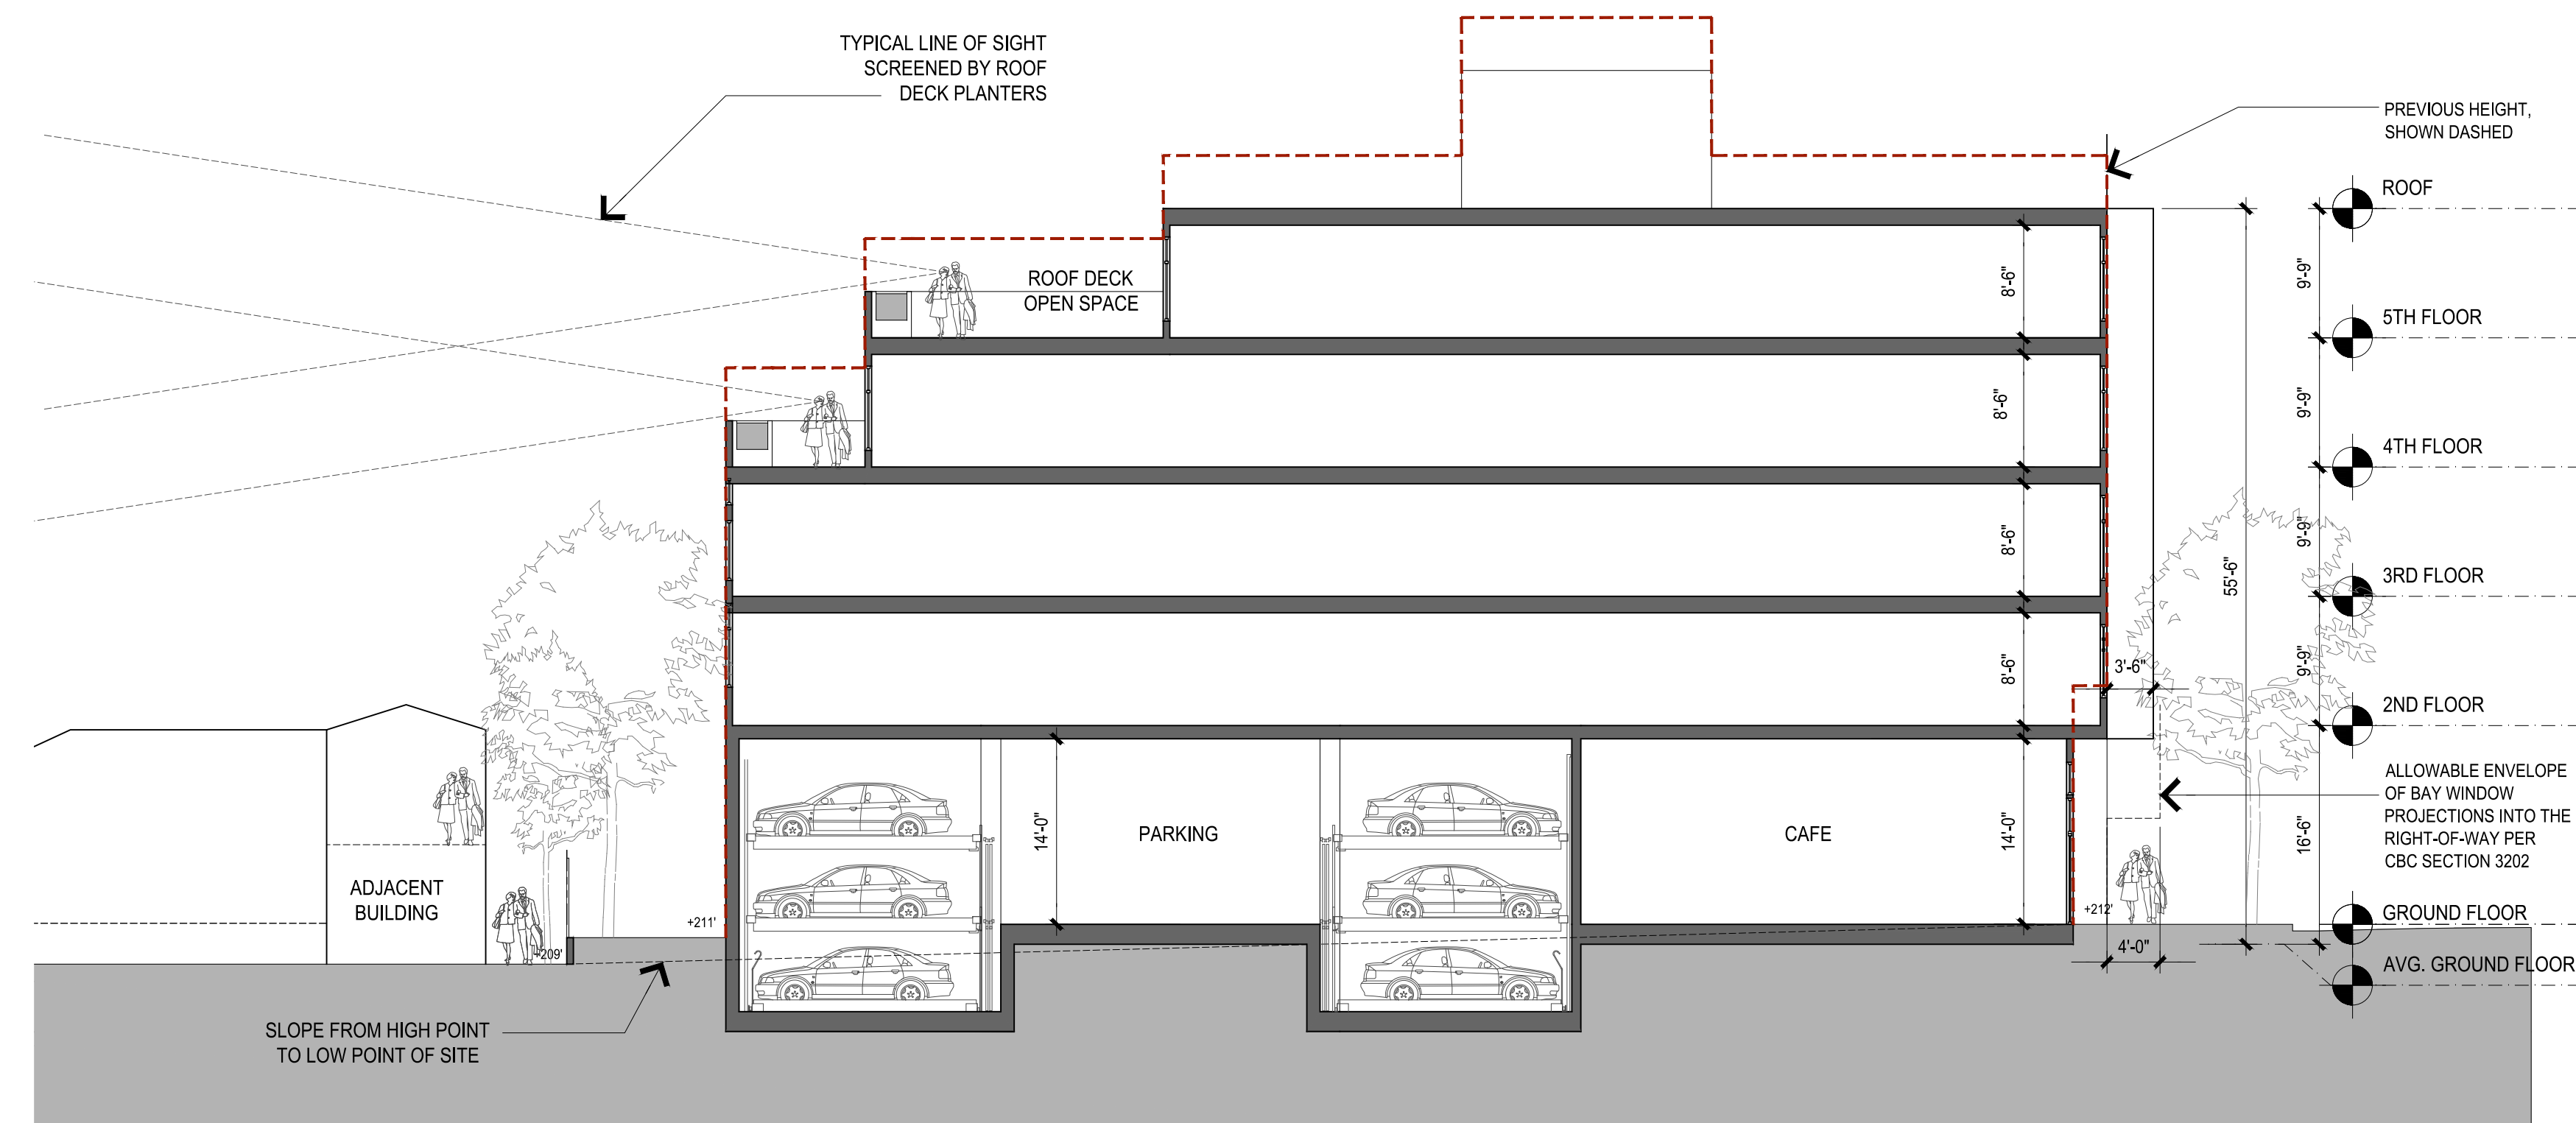 TYPICAL LINE OF SIGHT
SCREENED BY ROOF
DECK PLANTERS
PREVIOUS HEIGHT,
SHOWN DASHED
ROOF
ROOF DECK
OPEN SPACE
8'-6"
9'-9"
5TH FLOOR
8'-6"
9'-9"
4TH FLOOR
8'-6"
9'-9"
55'-6"
3RD FLOOR
8'-6"
3'-6"
9'-9"
2ND FLOOR
ALLOWABLE ENVELOPE
OF BAY WINDOW
PROJECTIONS INTO THE
RIGHT-OF-WAY PER
CBC SECTION 3202
14'-0"
PARKING
CAFE
14'-0"
16'-6"
ADJACENT
BUILDING
+211'
+212'
GROUND FLOOR
+209'
4'-0"
AVG. GROUND FLOOR
SLOPE FROM HIGH POINT
TO LOW POINT OF SITE